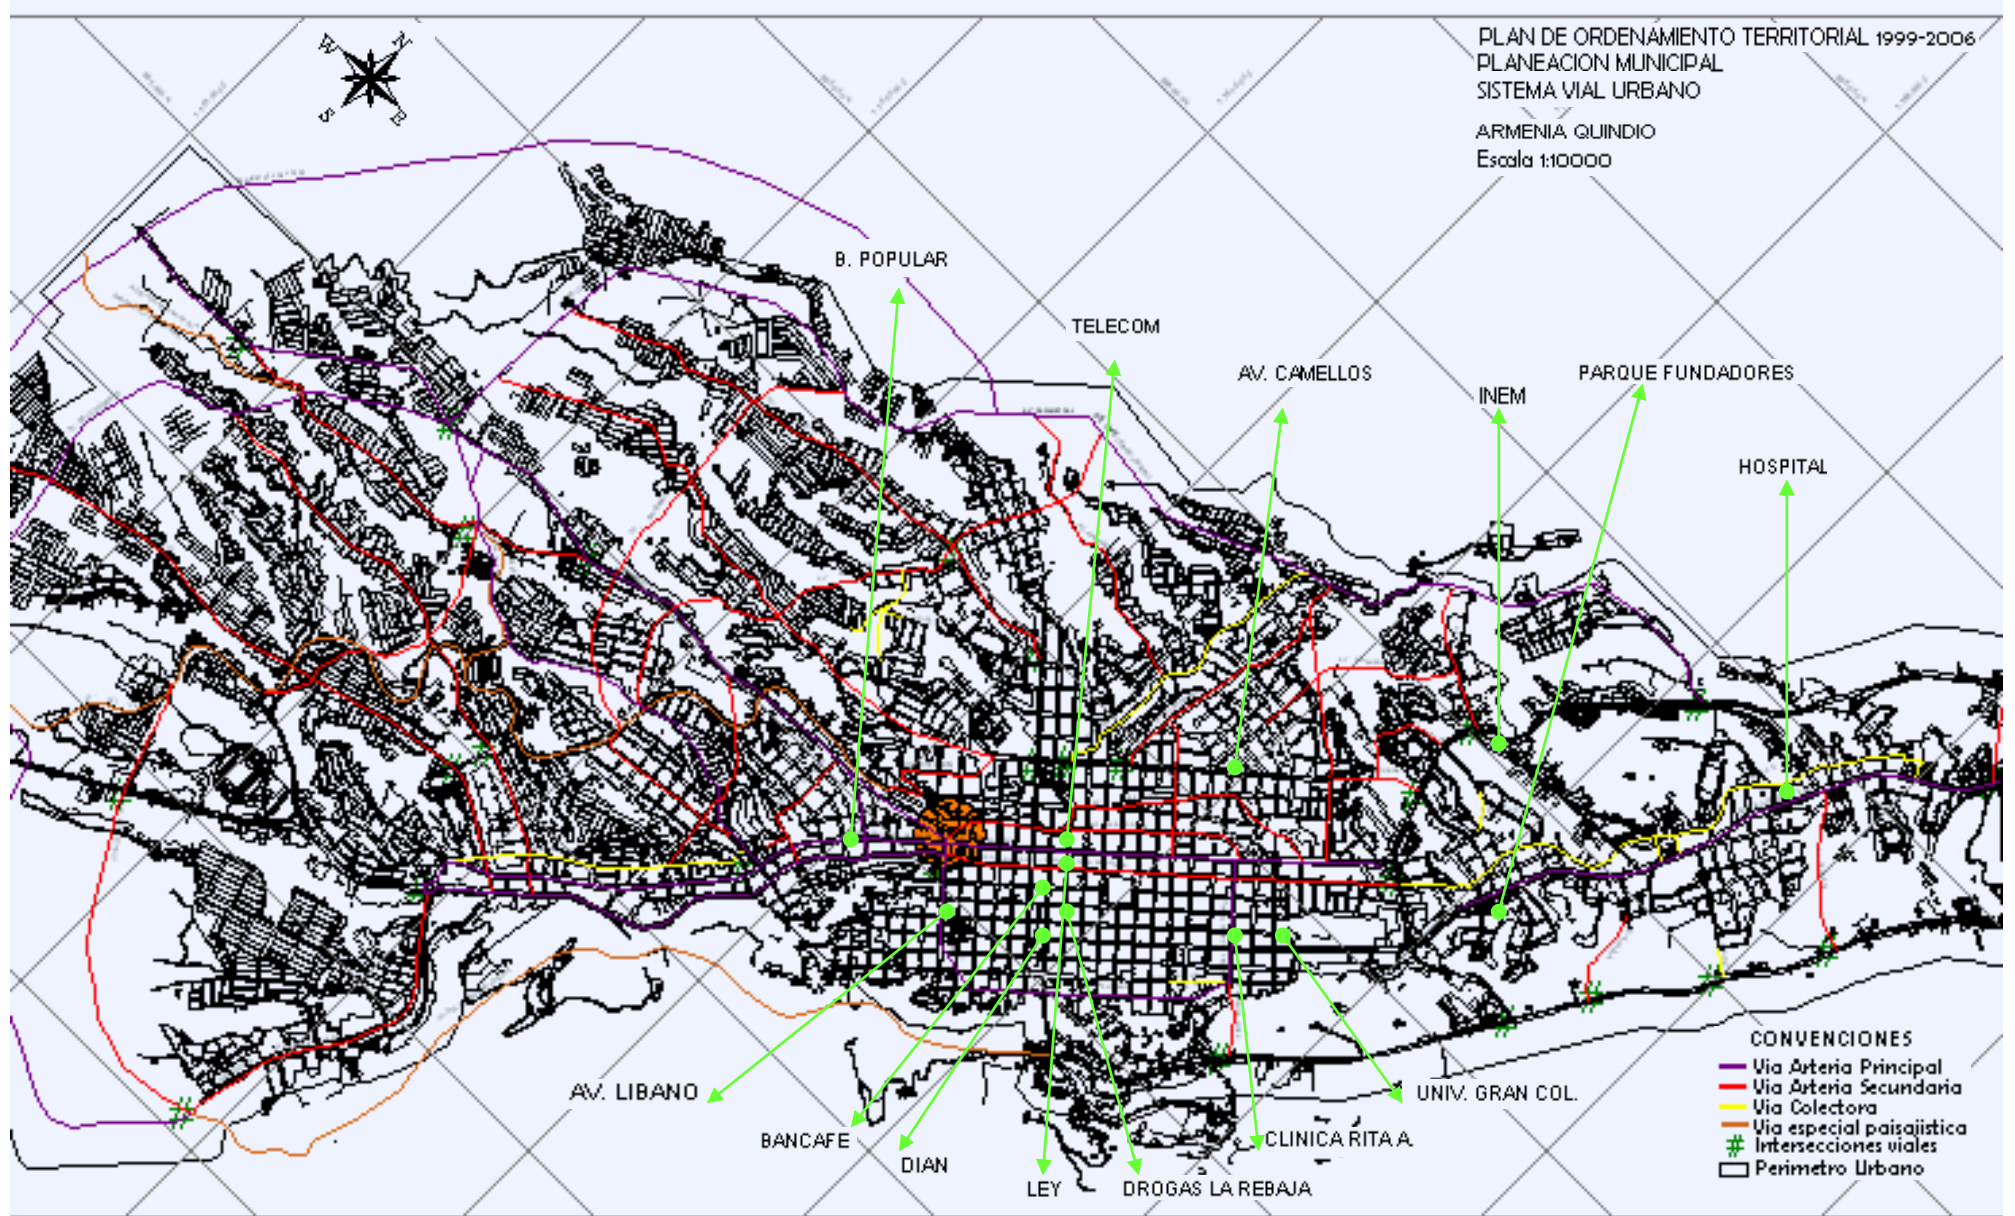 PLAN DE ORDENAMIENTO TERRITORIAL 1999-2006
PLANEACION MUNICIPAL
SISTEMA VIAL URBANO
ARMENIA QUINDIO
Escala 1:10000
W
N
S
E
B. POPULAR
TELECOM
AV. CAMELLOS
INEM
PARQUE FUNDADORES
HOSPITAL
AV. LIBANO
BANCAFE
DIAN
LEY
DROGAS LA REBAJA
CLINICA RITA A.
UNIV. GRAN COL.
CONVENCIONES
Via Arteria Principal
Via Arteria Secundaria
Via Colectora
Via especial paisajistica
# Intersecciones viales
Perimetro Urbano